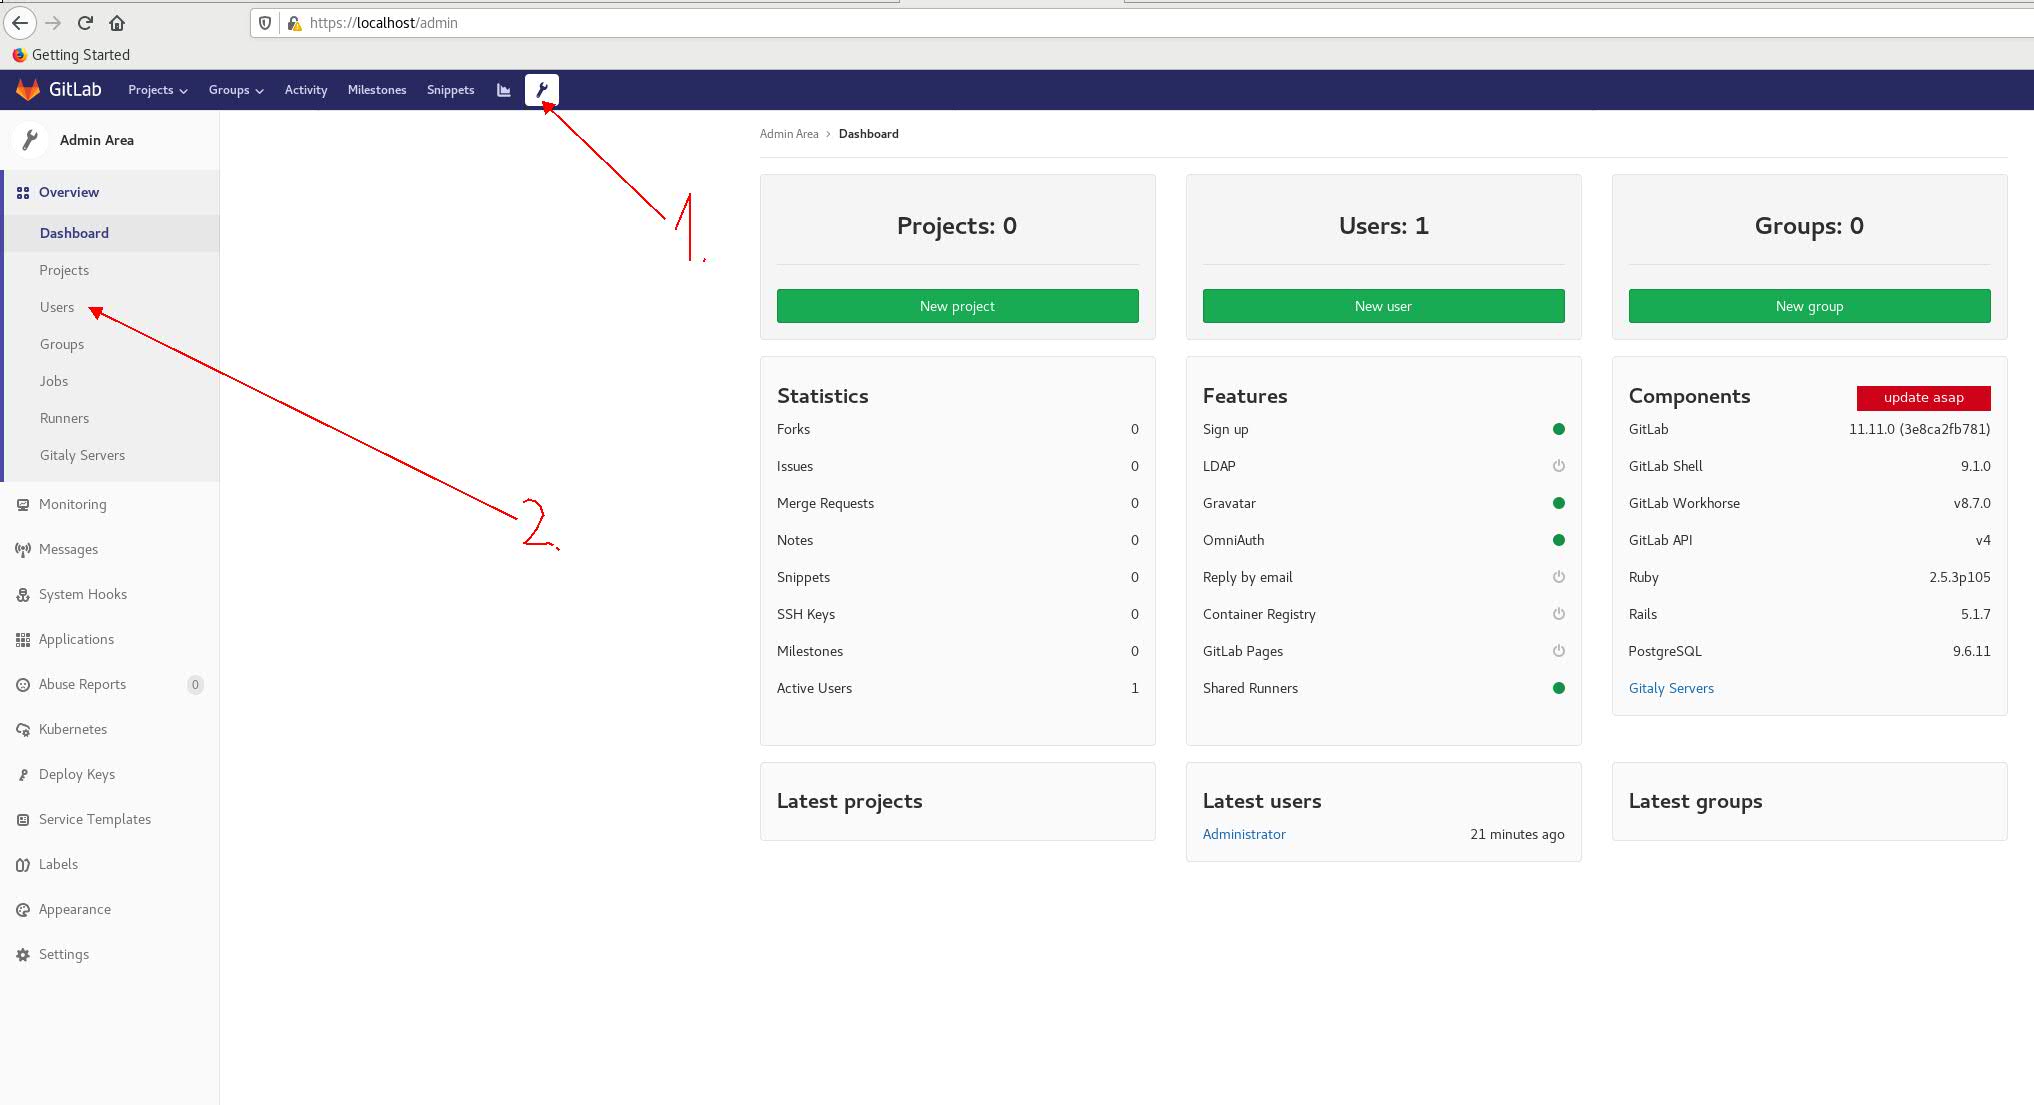 https://localhost/admin
Getting Started
GitLab Projects Groups Activity Milestones Snippets
Admin Area
Overview
Dashboard
Projects
Users
Groups
Jobs
Runners
Gitaly Servers
Monitoring
Messages
System Hooks
Applications
Abuse Reports 0
Kubernetes
Deploy Keys
Service Templates
Labels
Appearance
Settings
1.
2.
Admin Area › Dashboard
Projects: 0
New project
Users: 1
New user
Groups: 0
New group
Statistics
Forks 0
Issues 0
Merge Requests 0
Notes 0
Snippets 0
SSH Keys 0
Milestones 0
Active Users 1
Features
Sign up
LDAP
Gravatar
OmniAuth
Reply by email
Container Registry
GitLab Pages
Shared Runners
Components update asap
GitLab 11.11.0 (3e8ca2fb781)
GitLab Shell 9.1.0
GitLab Workhorse v8.7.0
GitLab API v4
Ruby 2.5.3p105
Rails 5.1.7
PostgreSQL 9.6.11
Gitaly Servers
Latest projects
Latest users
Administrator 21 minutes ago
Latest groups